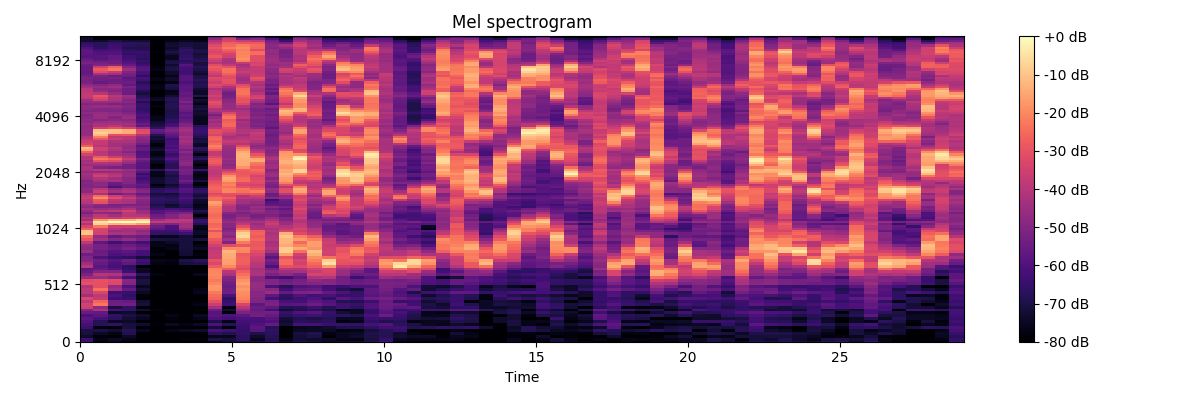 Mel spectrogram
Hz
8192
4096
2048
1024
512
0
0 5 10 15 20 25
Time
+0 dB
-10 dB
-20 dB
-30 dB
-40 dB
-50 dB
-60 dB
-70 dB
-80 dB